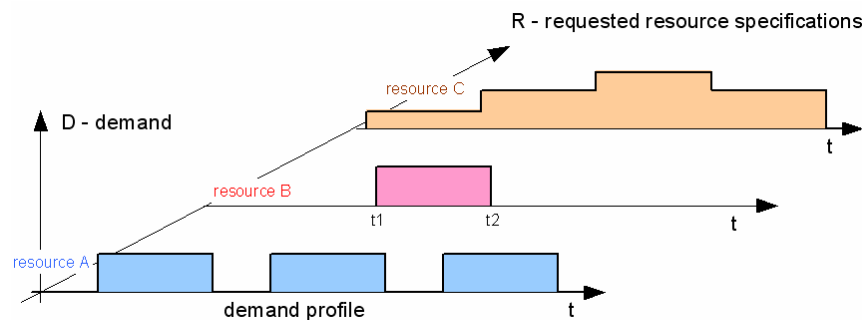 R - requested resource specifications
resource C
D - demand
t
resource B
t1
t2
t
resource A
demand profile
t